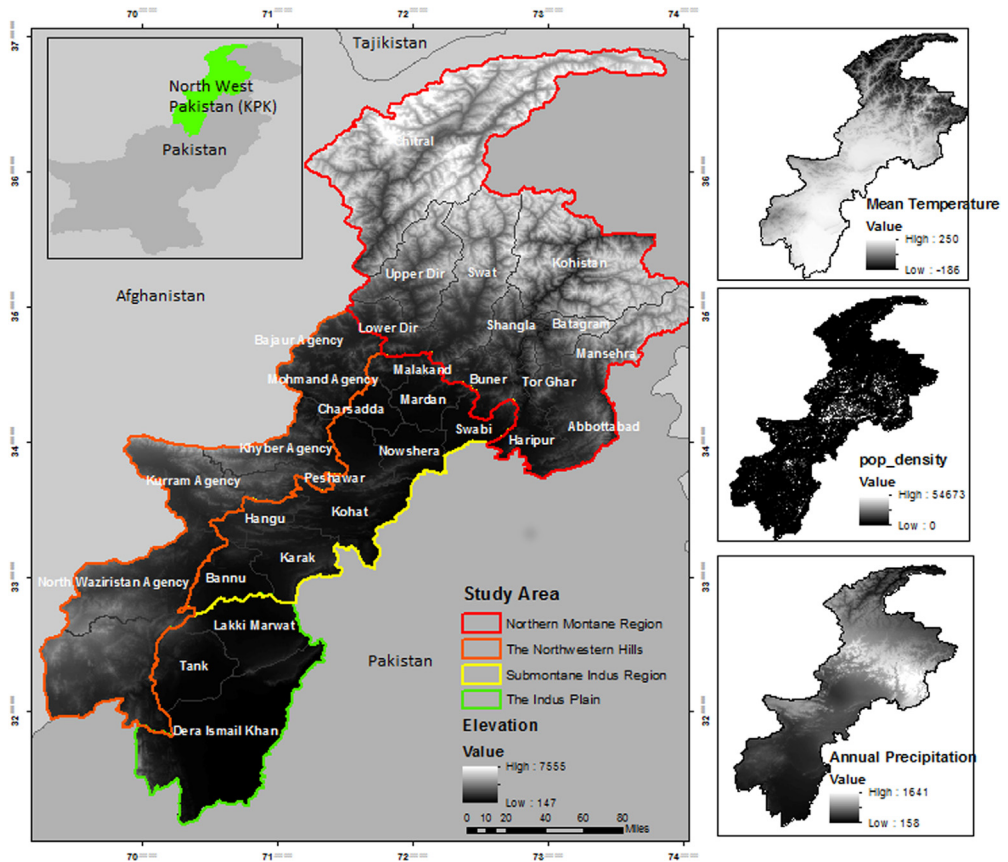 70
71
72
73
74
37
36
35
34
33
32
Tajikistan
North West
Pakistan (KPK)
Pakistan
Afghanistan
Chitral
Upper Dir
Swat
Kohistan
Lower Dir
Shangla
Batagram
Bajaur Agency
Mansehra
Malakand
Mohmand Agency
Buner
Tor Ghar
Mardan
Charsadda
Swabi
Abbottabad
Haripur
Khyber Agency
Nowshera
Kurram Agency
Peshawar
Hangu
Kohat
Karak
North Waziristan Agency
Bannu
Lakki Marwat
Tank
Dera Ismail Khan
Pakistan
Study Area
Northern Montane Region
The Northwestern Hills
Submontane Indus Region
The Indus Plain
Elevation
Value
High : 7555
Low : 147
0 10 20 40 60 80
Miles
70
71
72
73
74
37
36
35
34
33
32
Mean Temperature
Value
High : 250
Low : -186
pop_density
Value
High : 54673
Low : 0
Annual Precipitation
Value
High : 1641
Low : 158